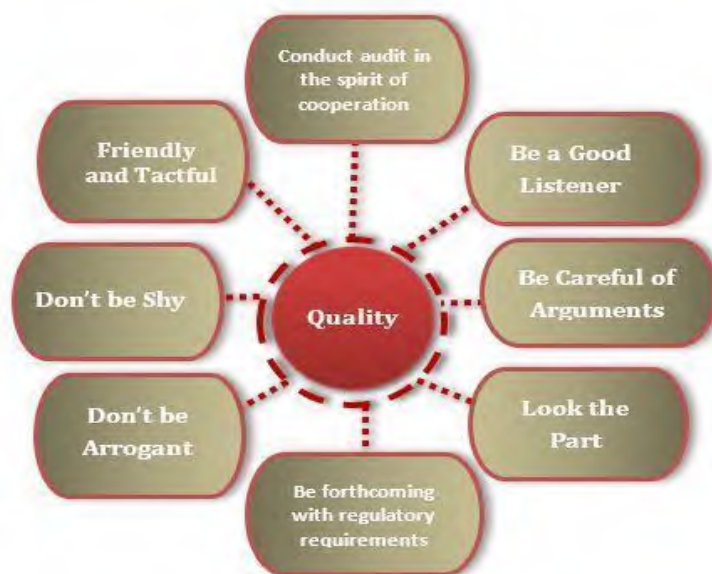 Conduct audit in
the spirit of
cooperation
Friendly
and Tactful
Be a Good
Listener
Don't be Shy
Quality
Be Careful of
Arguments
Don't be
Arrogant
Look the
Part
Be forthcoming
with regulatory
requirements